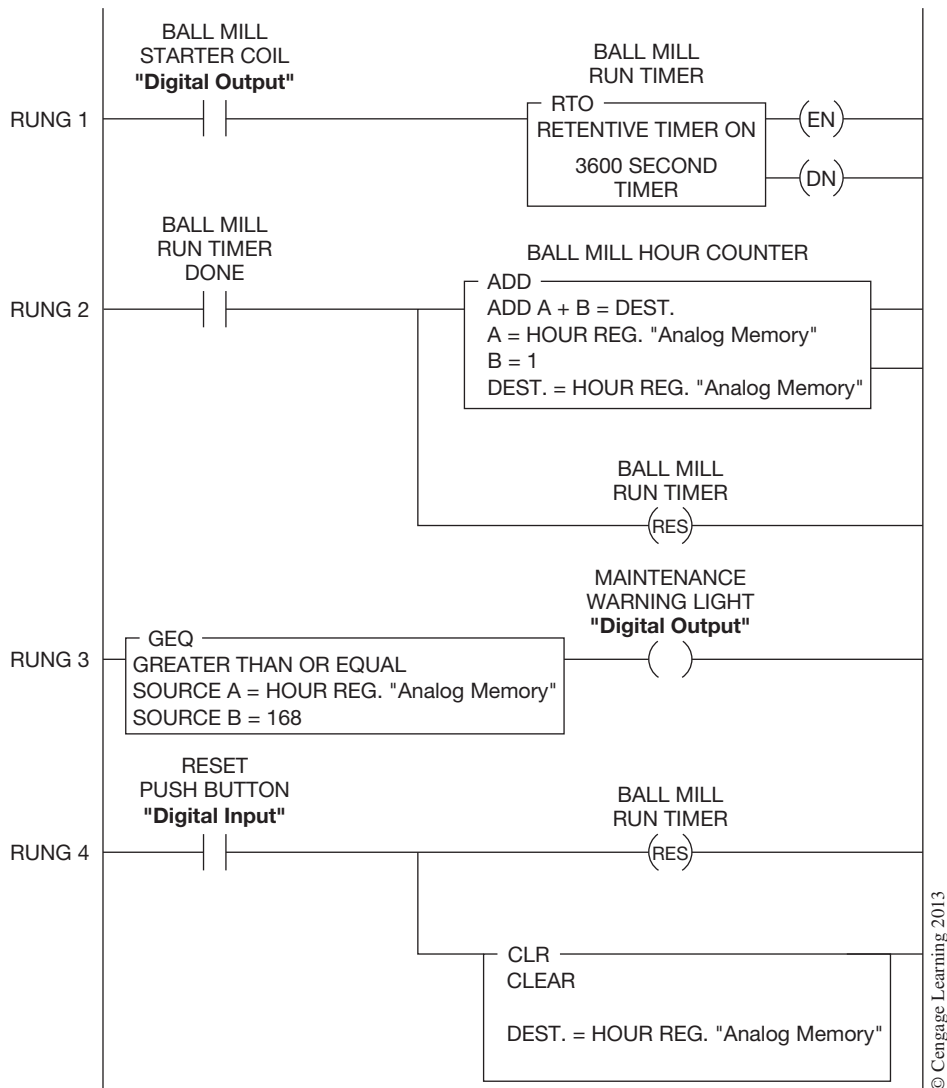 BALL MILL
STARTER COIL
"Digital Output"
BALL MILL
RUN TIMER
RUNG 1
RTO
RETENTIVE TIMER ON
3600 SECOND
TIMER
EN
DN
BALL MILL
RUN TIMER
DONE
BALL MILL HOUR COUNTER
RUNG 2
ADD
ADD A + B = DEST.
A = HOUR REG. "Analog Memory"
B = 1
DEST. = HOUR REG. "Analog Memory"
BALL MILL
RUN TIMER
RES
MAINTENANCE
WARNING LIGHT
"Digital Output"
RUNG 3
GEQ
GREATER THAN OR EQUAL
SOURCE A = HOUR REG. "Analog Memory"
SOURCE B = 168
RESET
PUSH BUTTON
"Digital Input"
BALL MILL
RUN TIMER
RUNG 4
RES
CLR
CLEAR
DEST. = HOUR REG. "Analog Memory"
© Cengage Learning 2013